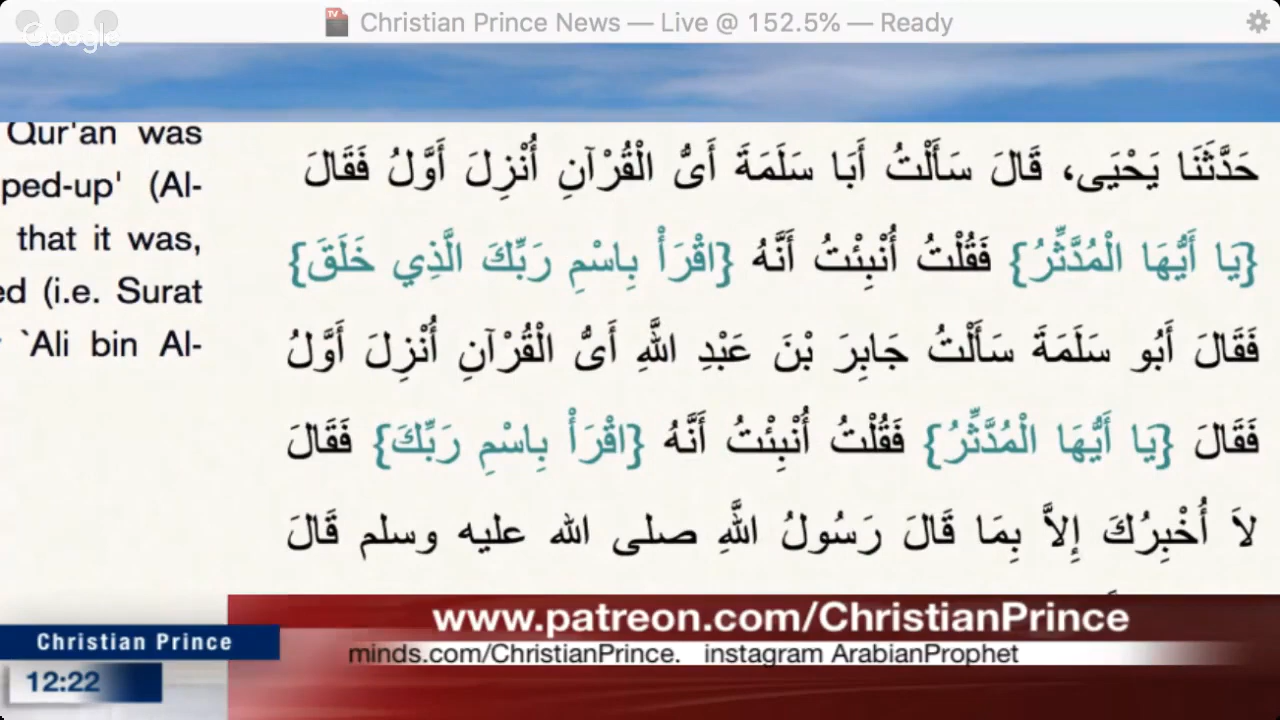 Christian Prince News — Live @ 152.5% — Ready
Google
Qur'an was
ped-up' (Al-
that it was,
ed (i.e. Surat
`Ali bin Al-
حَدَّثَنَا يَحْيَى، قَالَ سَأَلْتُ أَبَا سَلَمَةَ أَىُّ الْقُرْآنِ أُنْزِلَ أَوَّلُ فَقَالَ
{يَا أَيُّهَا الْمُدَّثِّرُ} فَقُلْتُ أُنْبِئْتُ أَنَّهُ {اقْرَأْ بِاسْمِ رَبِّكَ الَّذِي خَلَقَ}
فَقَالَ أَبُو سَلَمَةَ سَأَلْتُ جَابِرَ بْنَ عَبْدِ اللَّهِ أَىُّ الْقُرْآنِ أُنْزِلَ أَوَّلُ
فَقَالَ {يَا أَيُّهَا الْمُدَّثِّرُ} فَقُلْتُ أُنْبِئْتُ أَنَّهُ {اقْرَأْ بِاسْمِ رَبِّكَ} فَقَالَ
لاَ أُخْبِرُكَ إِلاَّ بِمَا قَالَ رَسُولُ اللَّهِ صلى الله عليه وسلم قَالَ
www.patreon.com/ChristianPrince
Christian Prince
minds.com/ChristianPrince. instagram ArabianProphet
12:22